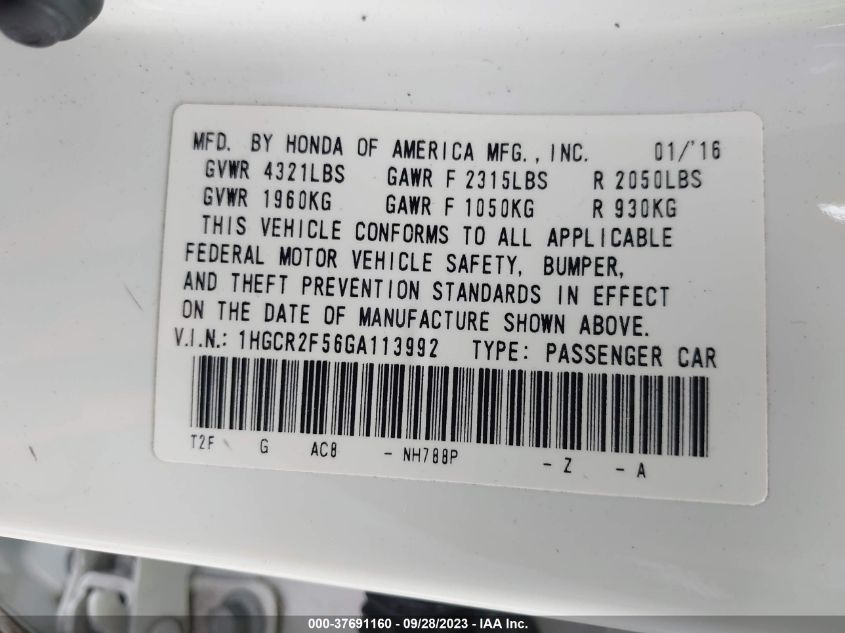 MFD. BY HONDA OF AMERICA MFG., INC. 01/'16
GVWR 4321LBS GAWR F 2315LBS R 2050LBS
GVWR 1960KG GAWR F 1050KG R 930KG
THIS VEHICLE CONFORMS TO ALL APPLICABLE
FEDERAL MOTOR VEHICLE SAFETY, BUMPER,
AND THEFT PREVENTION STANDARDS IN EFFECT
ON THE DATE OF MANUFACTURE SHOWN ABOVE.
V.I.N.: 1HGCR2F56GA113992 TYPE: PASSENGER CAR
T2F G AC8 - NH788P - Z - A
000-37691160 - 09/28/2023 - IAA Inc.